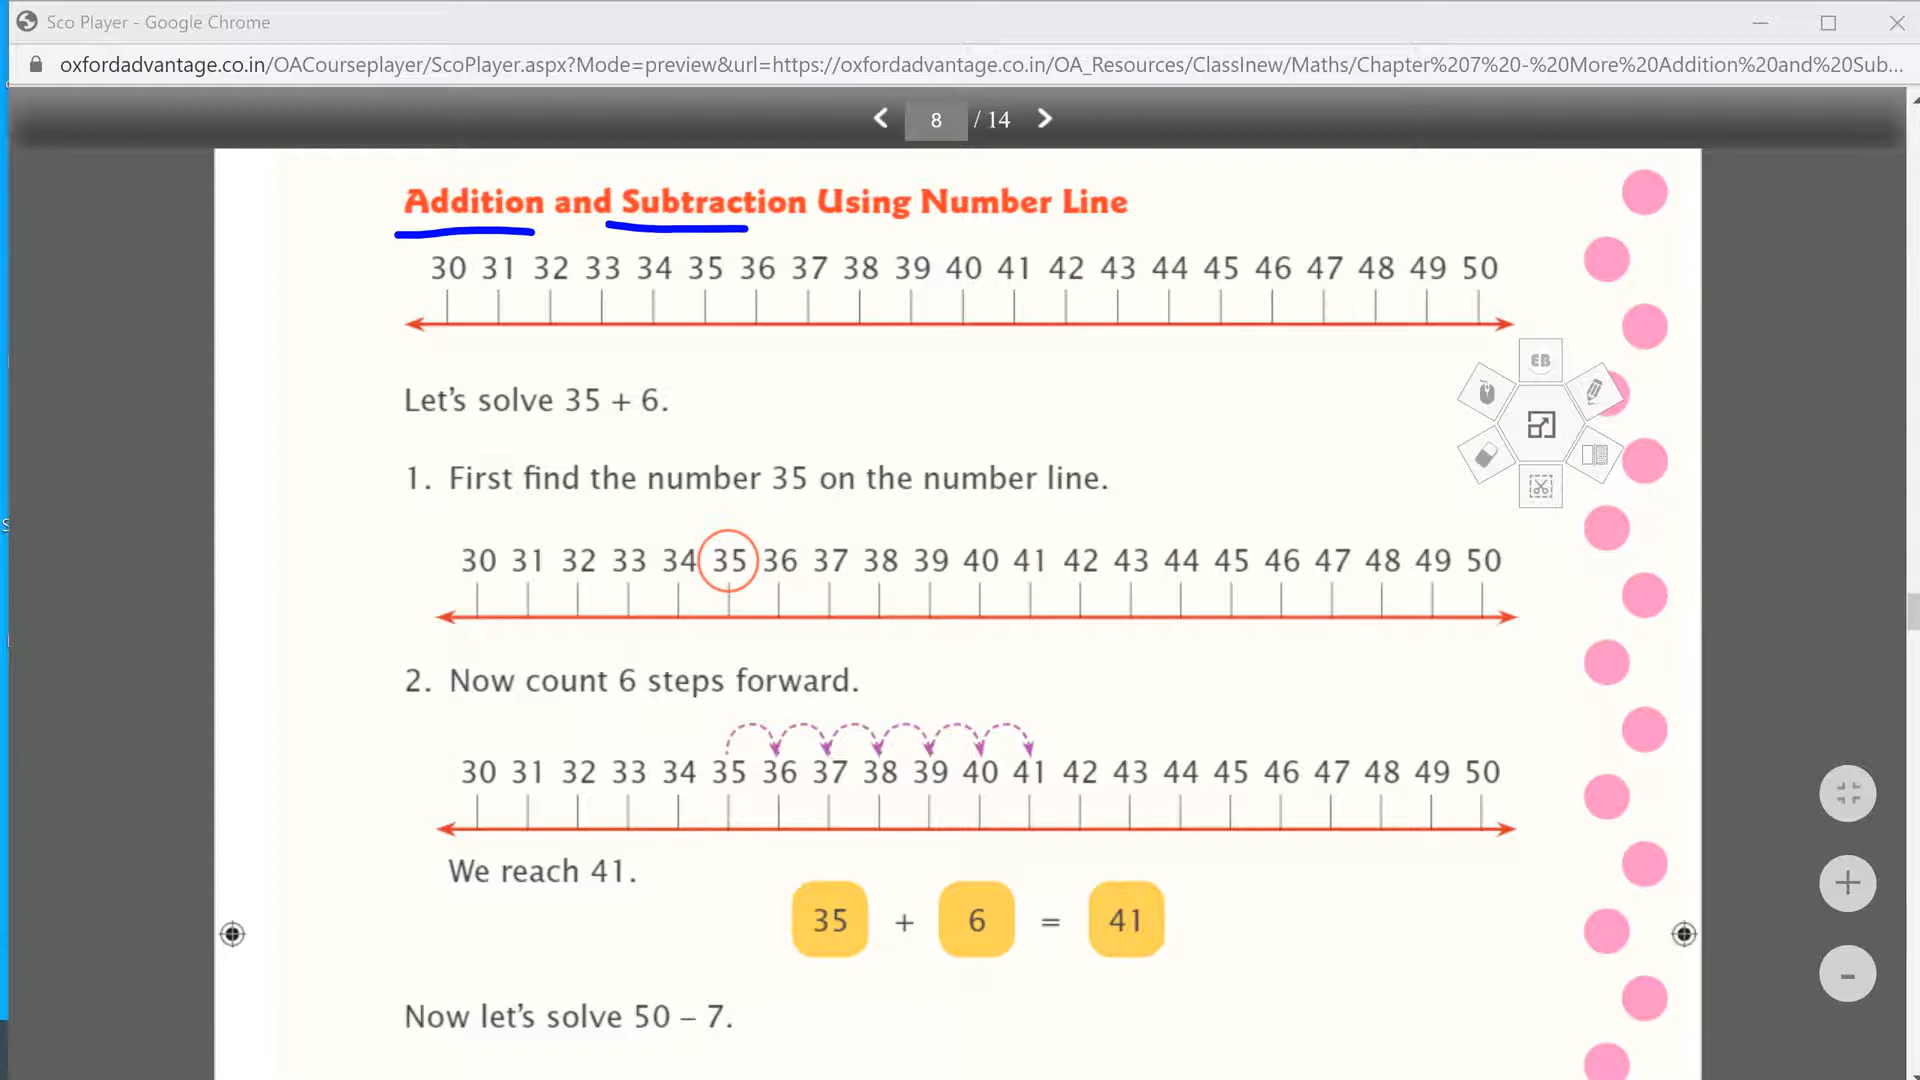 Sco Player - Google Chrome
oxfordadvantage.co.in/OACourseplayer/ScoPlayer.aspx?Mode=preview&url=https://oxfordadvantage.co.in/OA_Resources/ClassInew/Maths/Chapter%207%20-%20More%20Addition%20and%20Sub...
8 / 14
Addition and Subtraction Using Number Line
30 31 32 33 34 35 36 37 38 39 40 41 42 43 44 45 46 47 48 49 50
EB
Let's solve 35 + 6.
1. First find the number 35 on the number line.
30 31 32 33 34 35 36 37 38 39 40 41 42 43 44 45 46 47 48 49 50
2. Now count 6 steps forward.
30 31 32 33 34 35 36 37 38 39 40 41 42 43 44 45 46 47 48 49 50
We reach 41.
35 + 6 = 41
Now let's solve 50 – 7.